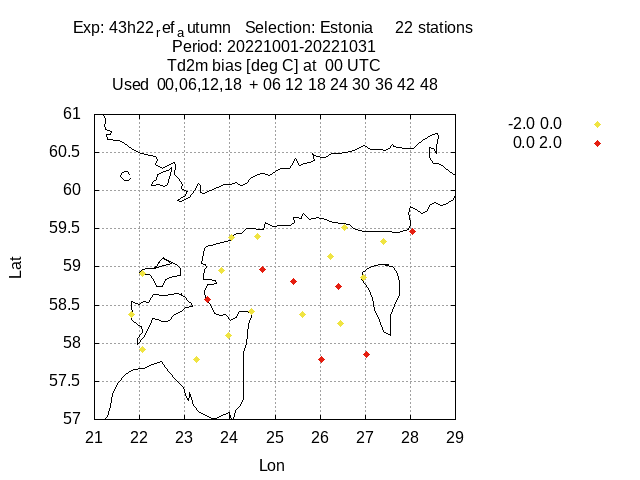 Exp: 43h22ref autumn Selection: Estonia 22 stations
Period: 20221001-20221031
Td2m bias [deg C] at 00 UTC
Used 00,06,12,18 + 06 12 18 24 30 36 42 48
-2.0 0.0
0.0 2.0
61
60.5
60
59.5
59
58.5
58
57.5
57
Lat
21 22 23 24 25 26 27 28 29
Lon